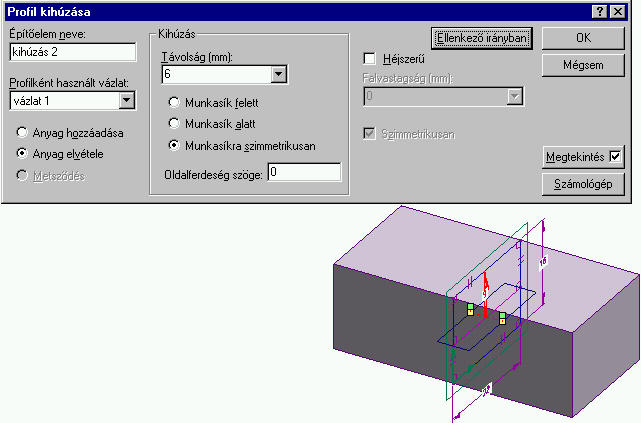 Profil kihúzása
Építőelem neve:
kihúzás 2
Profilként használt vázlat:
vázlat 1
Anyag hozzáadása
Anyag elvétele
Metsződés
Kihúzás
Távolság (mm):
6
Munkasík felett
Munkasík alatt
Munkasíkra szimmetrikusan
Oldalferdeség szöge:
0
Ellenkező irányban
Héjszerű
Falvastagság (mm):
0
Szimmetrikusan
OK
Mégsem
Megtekintés
Számológép
16